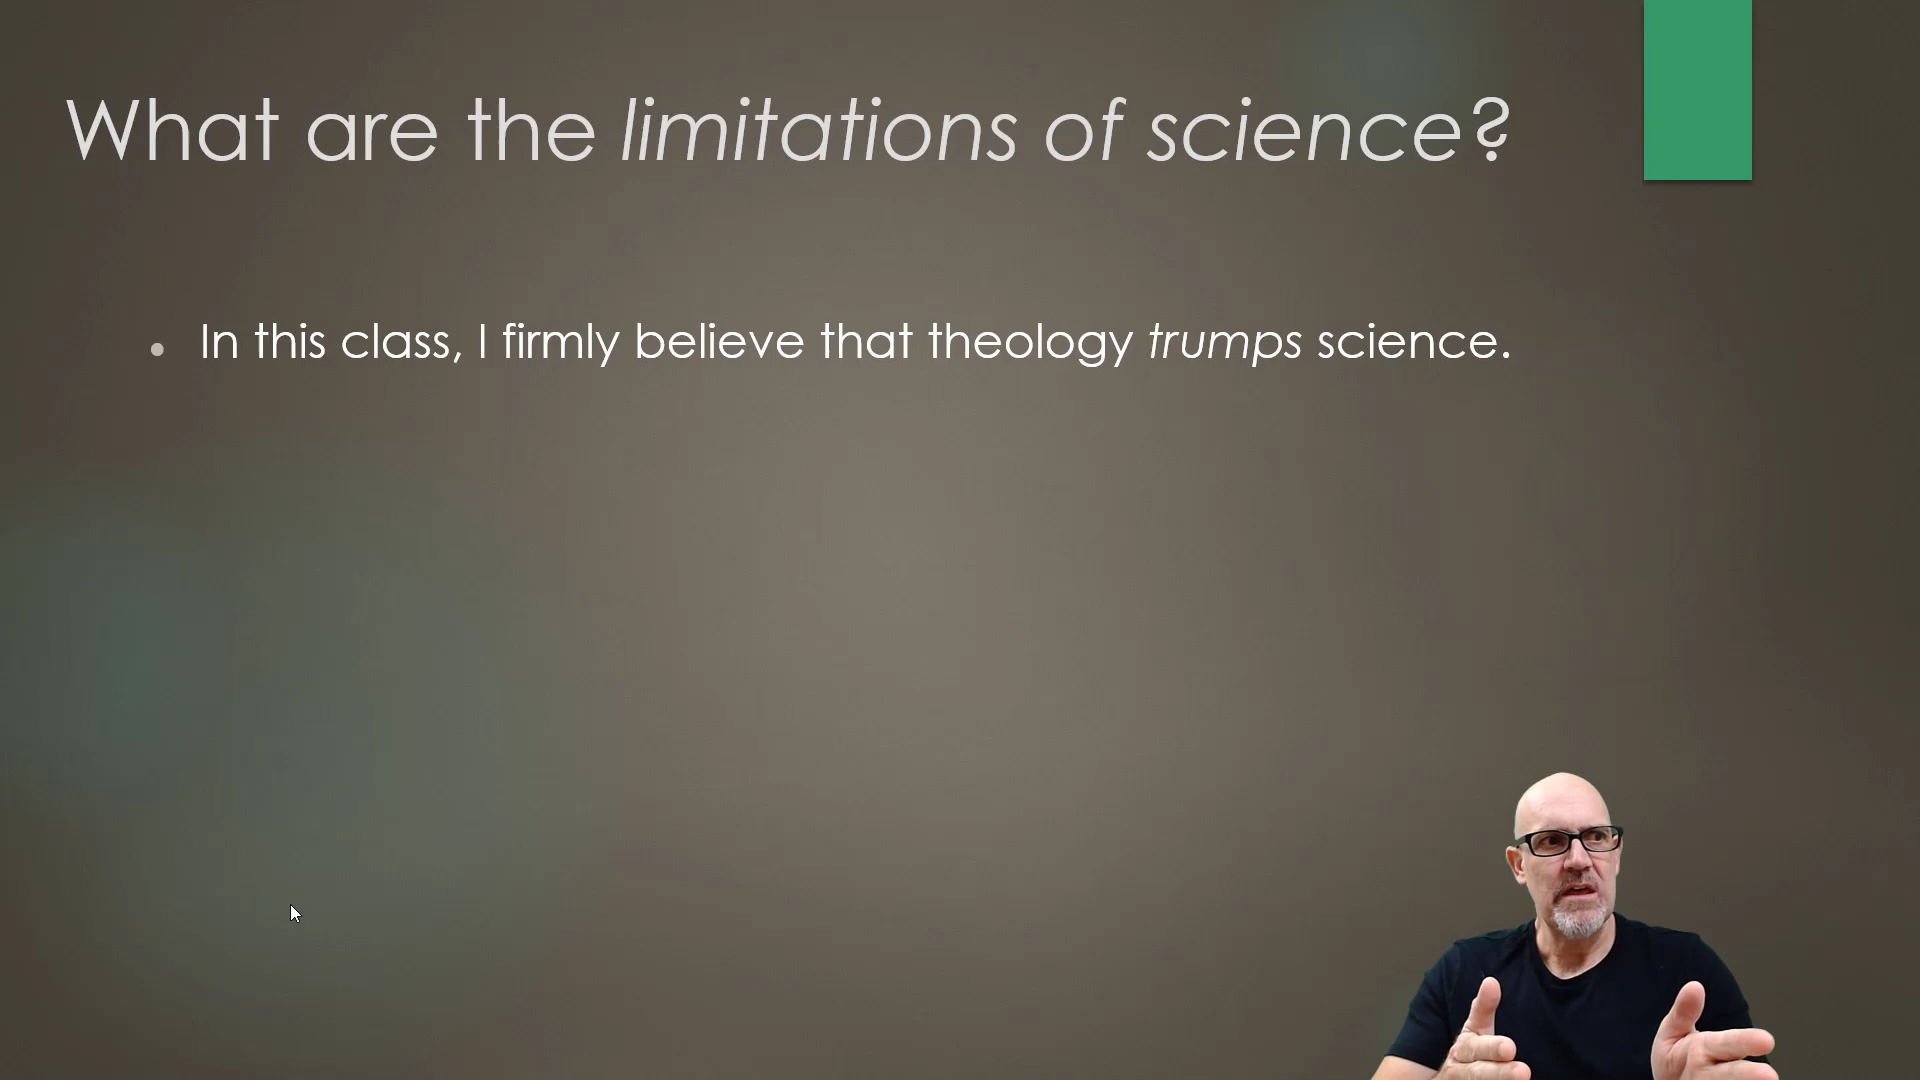 What are the limitations of science?
In this class, I firmly believe that theology trumps science.